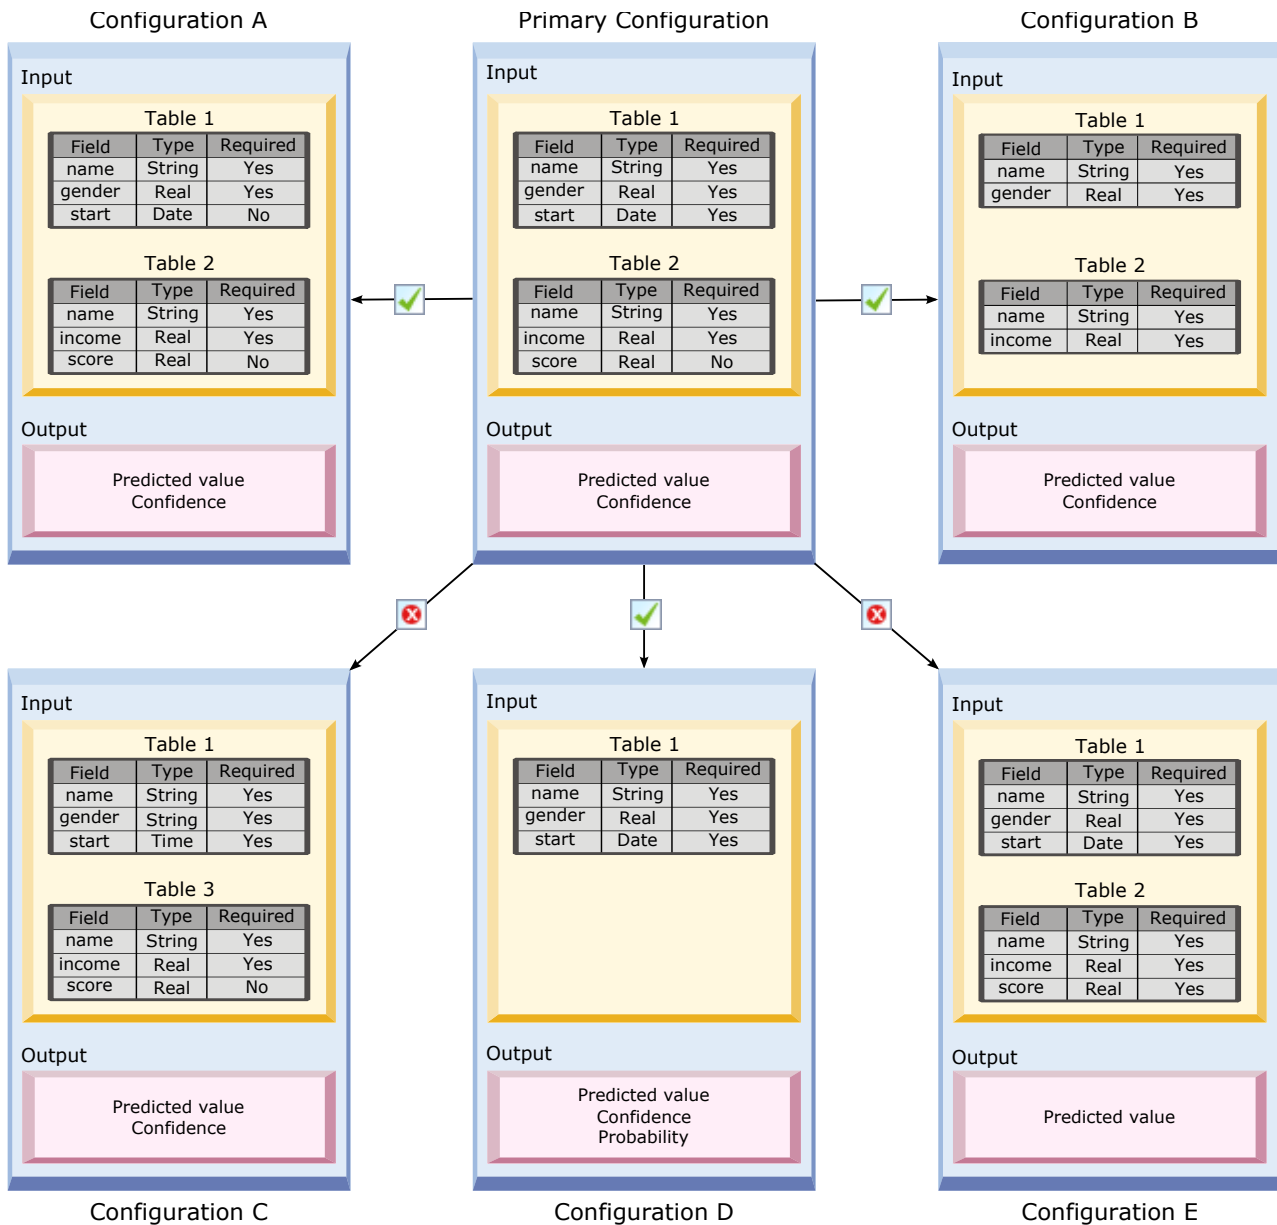 Configuration A
Input
Table 1
Field Type Required
name String Yes
gender Real Yes
start Date No
Table 2
Field Type Required
name String Yes
income Real Yes
score Real No
Output
Predicted value
Confidence
Primary Configuration
Input
Table 1
Field Type Required
name String Yes
gender Real Yes
start Date Yes
Table 2
Field Type Required
name String Yes
income Real Yes
score Real No
Output
Predicted value
Confidence
Configuration B
Input
Table 1
Field Type Required
name String Yes
gender Real Yes
Table 2
Field Type Required
name String Yes
income Real Yes
Output
Predicted value
Confidence
Input
Table 1
Field Type Required
name String Yes
gender String Yes
start Time Yes
Table 3
Field Type Required
name String Yes
income Real Yes
score Real No
Output
Predicted value
Confidence
Configuration C
Input
Table 1
Field Type Required
name String Yes
gender Real Yes
start Date Yes
Output
Predicted value
Confidence
Probability
Configuration D
Input
Table 1
Field Type Required
name String Yes
gender Real Yes
start Date Yes
Table 2
Field Type Required
name String Yes
income Real Yes
score Real Yes
Output
Predicted value
Configuration E